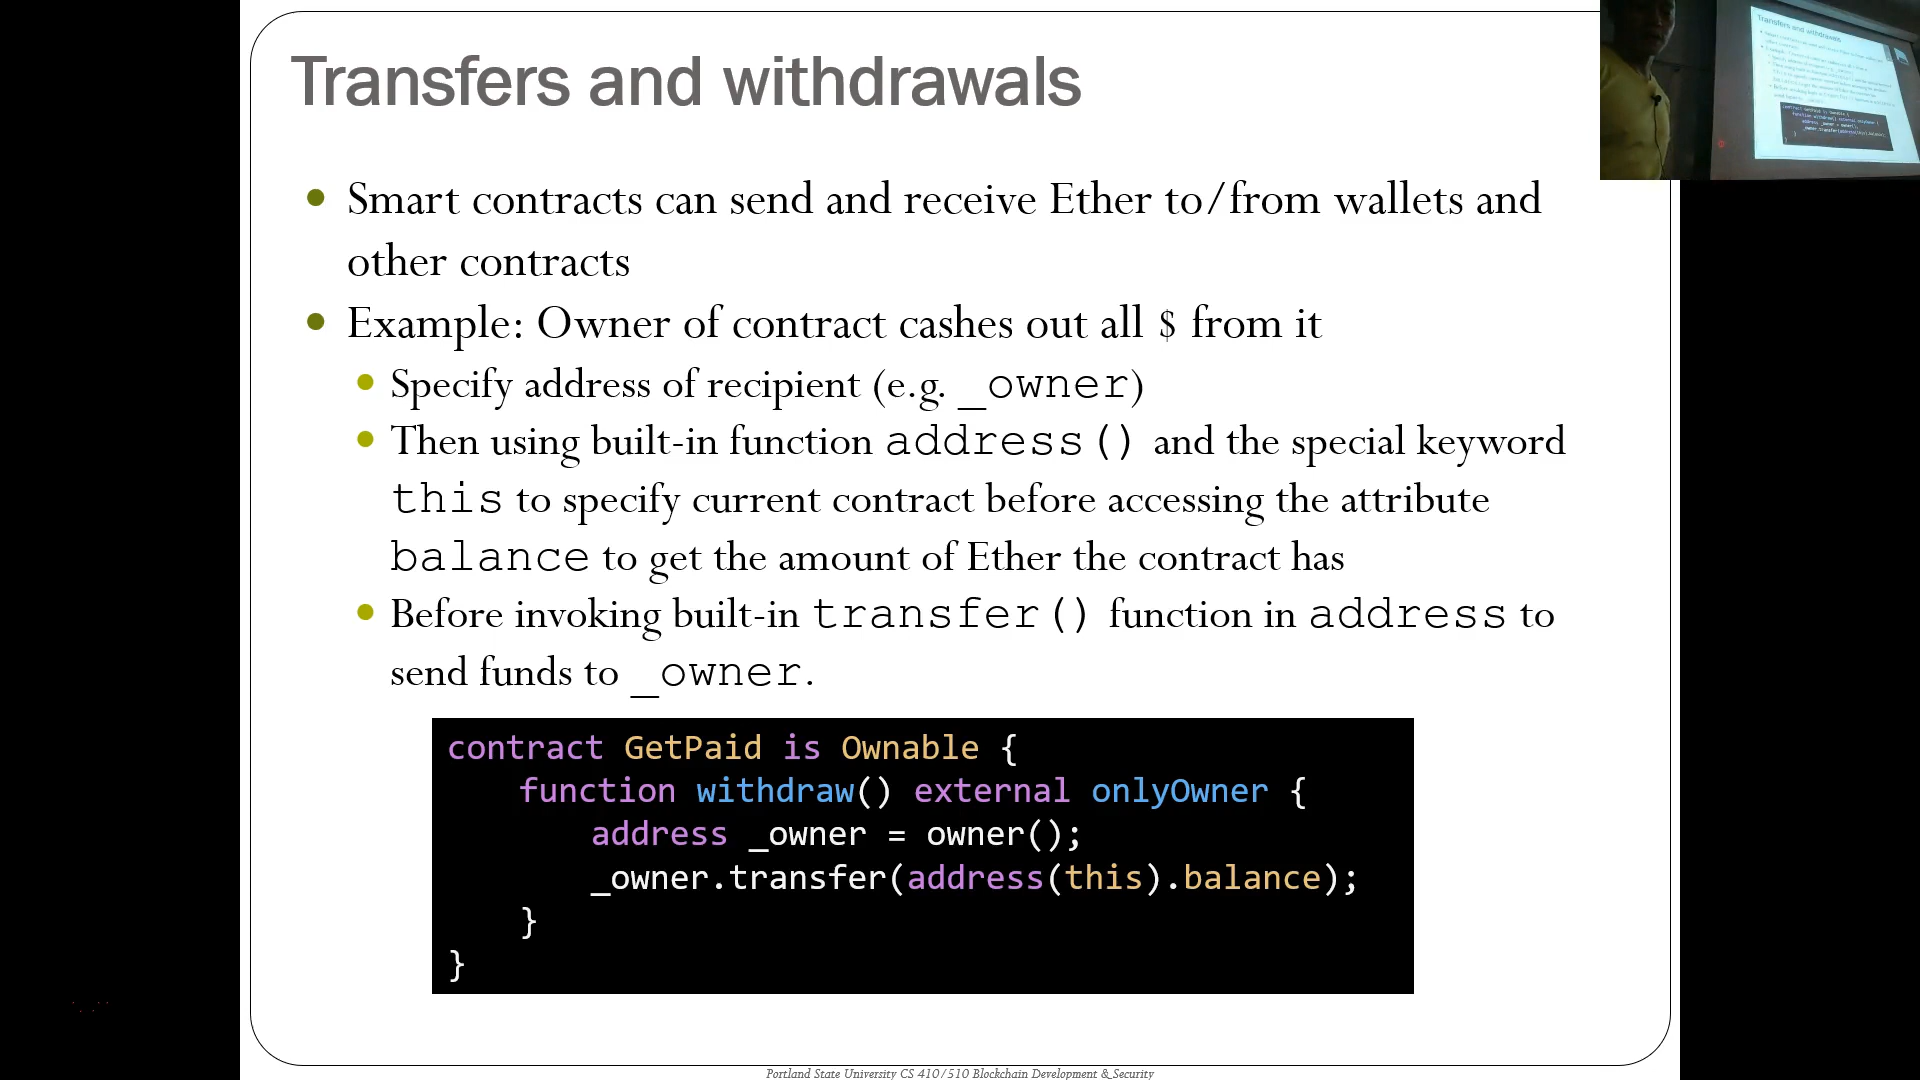 Transfers and withdrawals
Smart contracts can send and receive Ether to/from wallets and
other contracts
Example: Owner of contract cashes out all $ from it
Specify address of recipient (e.g. _owner)
Then using built-in function address() and the special keyword
this to specify current contract before accessing the attribute
balance to get the amount of Ether the contract has
Before invoking built-in transfer() function in address to
send funds to _owner.
contract GetPaid is Ownable {
function withdraw() external onlyOwner {
address _owner = owner();
_owner.transfer(address(this).balance);
}
}
Portland State University CS 410/510 Blockchain Development & Security
Transfers and withdrawals